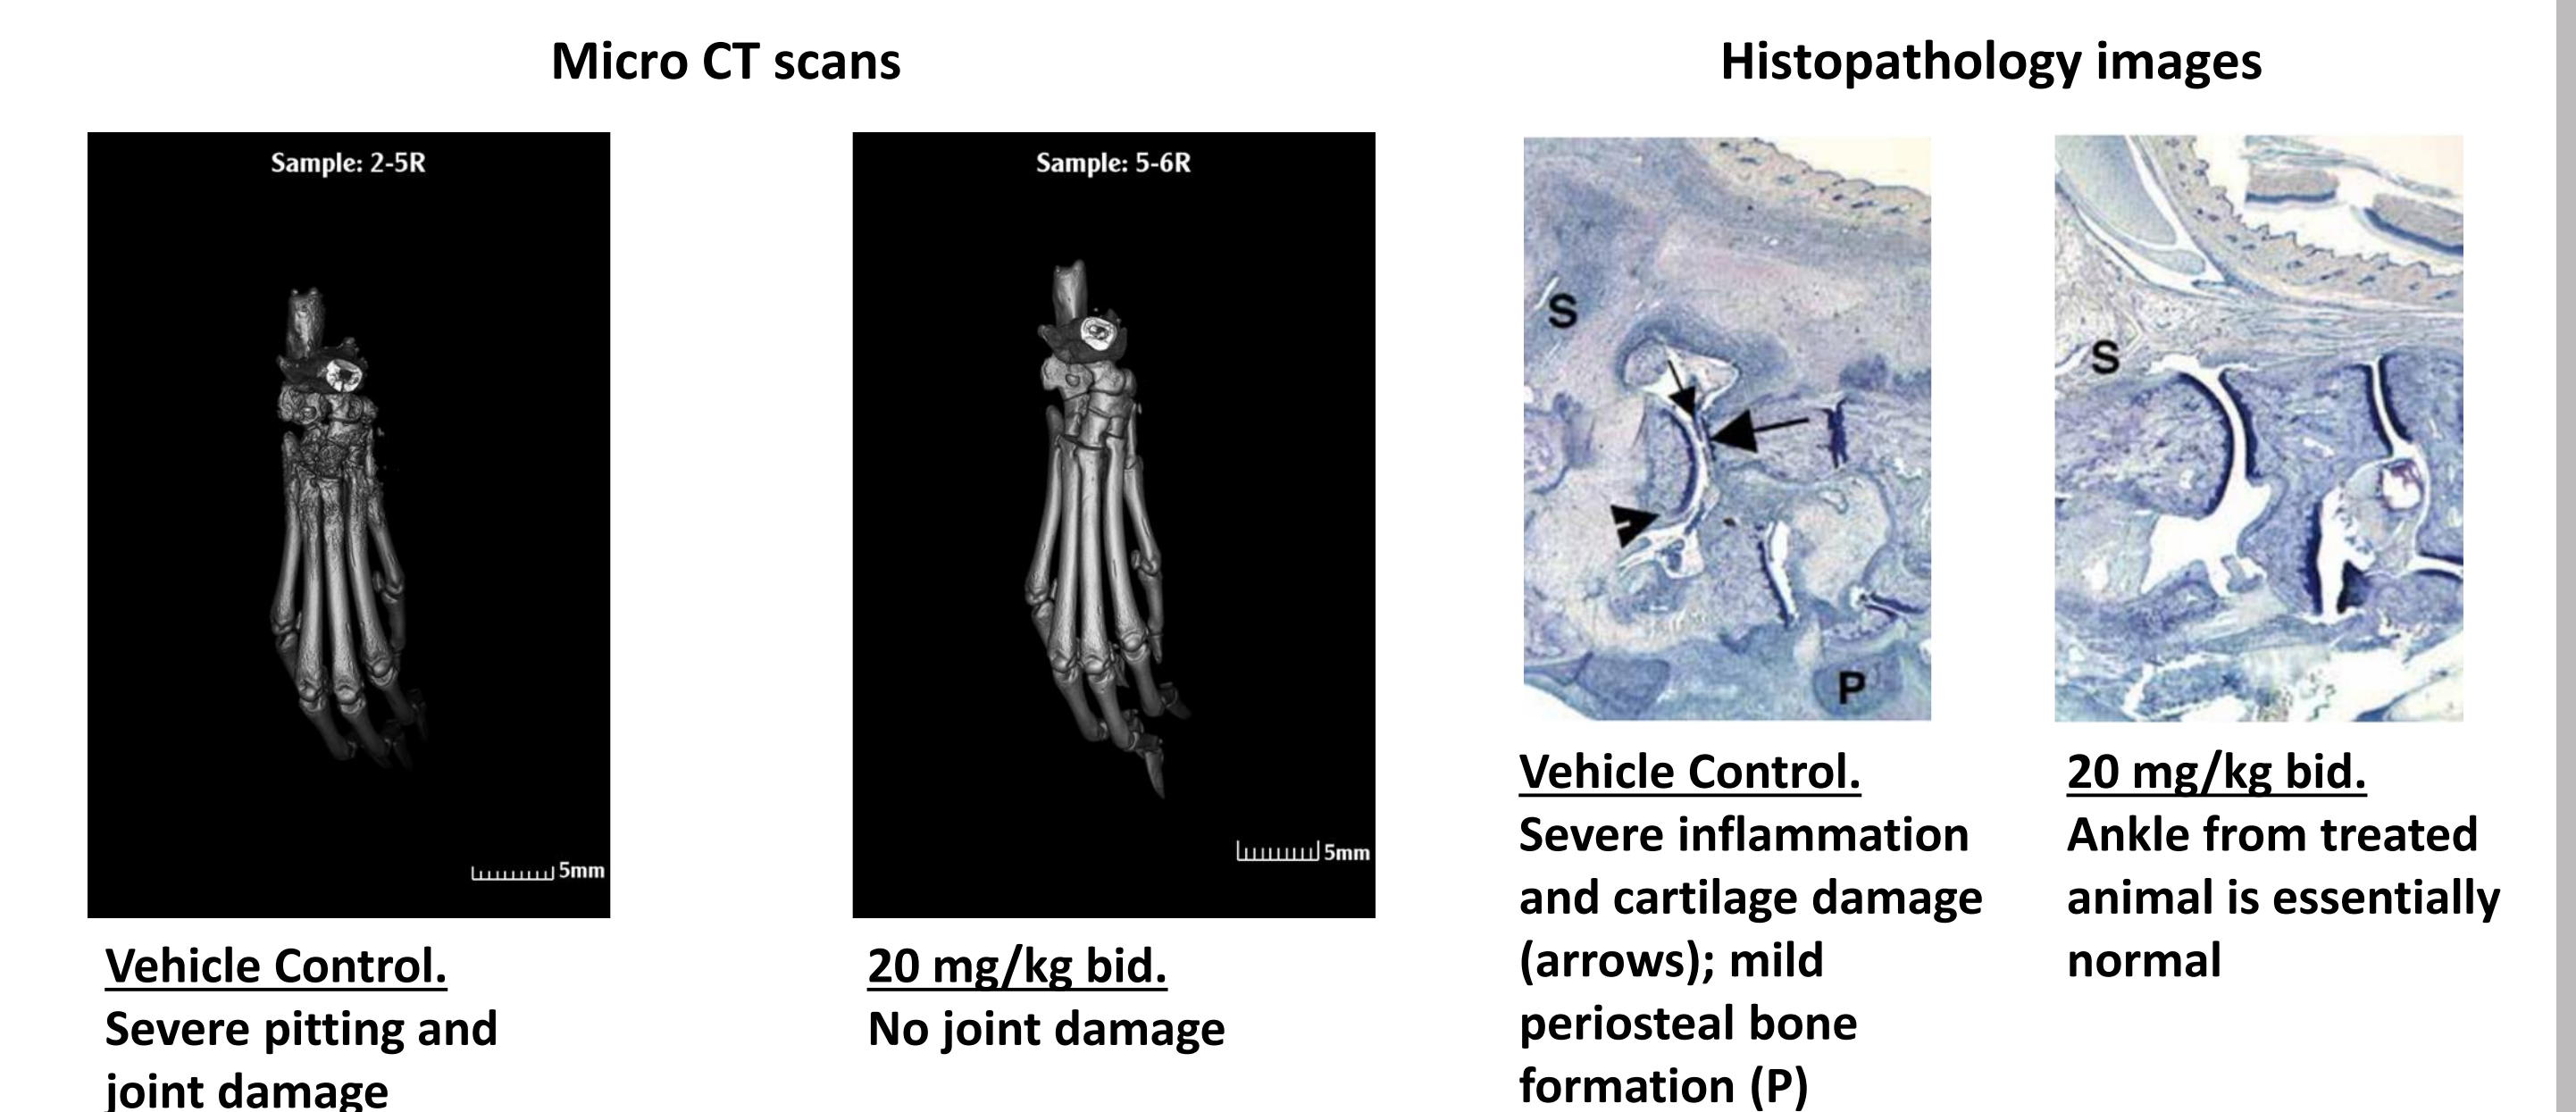 Micro CT scans
Histopathology images
Sample: 2-5R
Sample: 5-6R
5mm
5mm
S
P
S
Vehicle Control.
Severe pitting and
joint damage
20 mg/kg bid.
No joint damage
Vehicle Control.
Severe inflammation
and cartilage damage
(arrows); mild
periosteal bone
formation (P)
20 mg/kg bid.
Ankle from treated
animal is essentially
normal